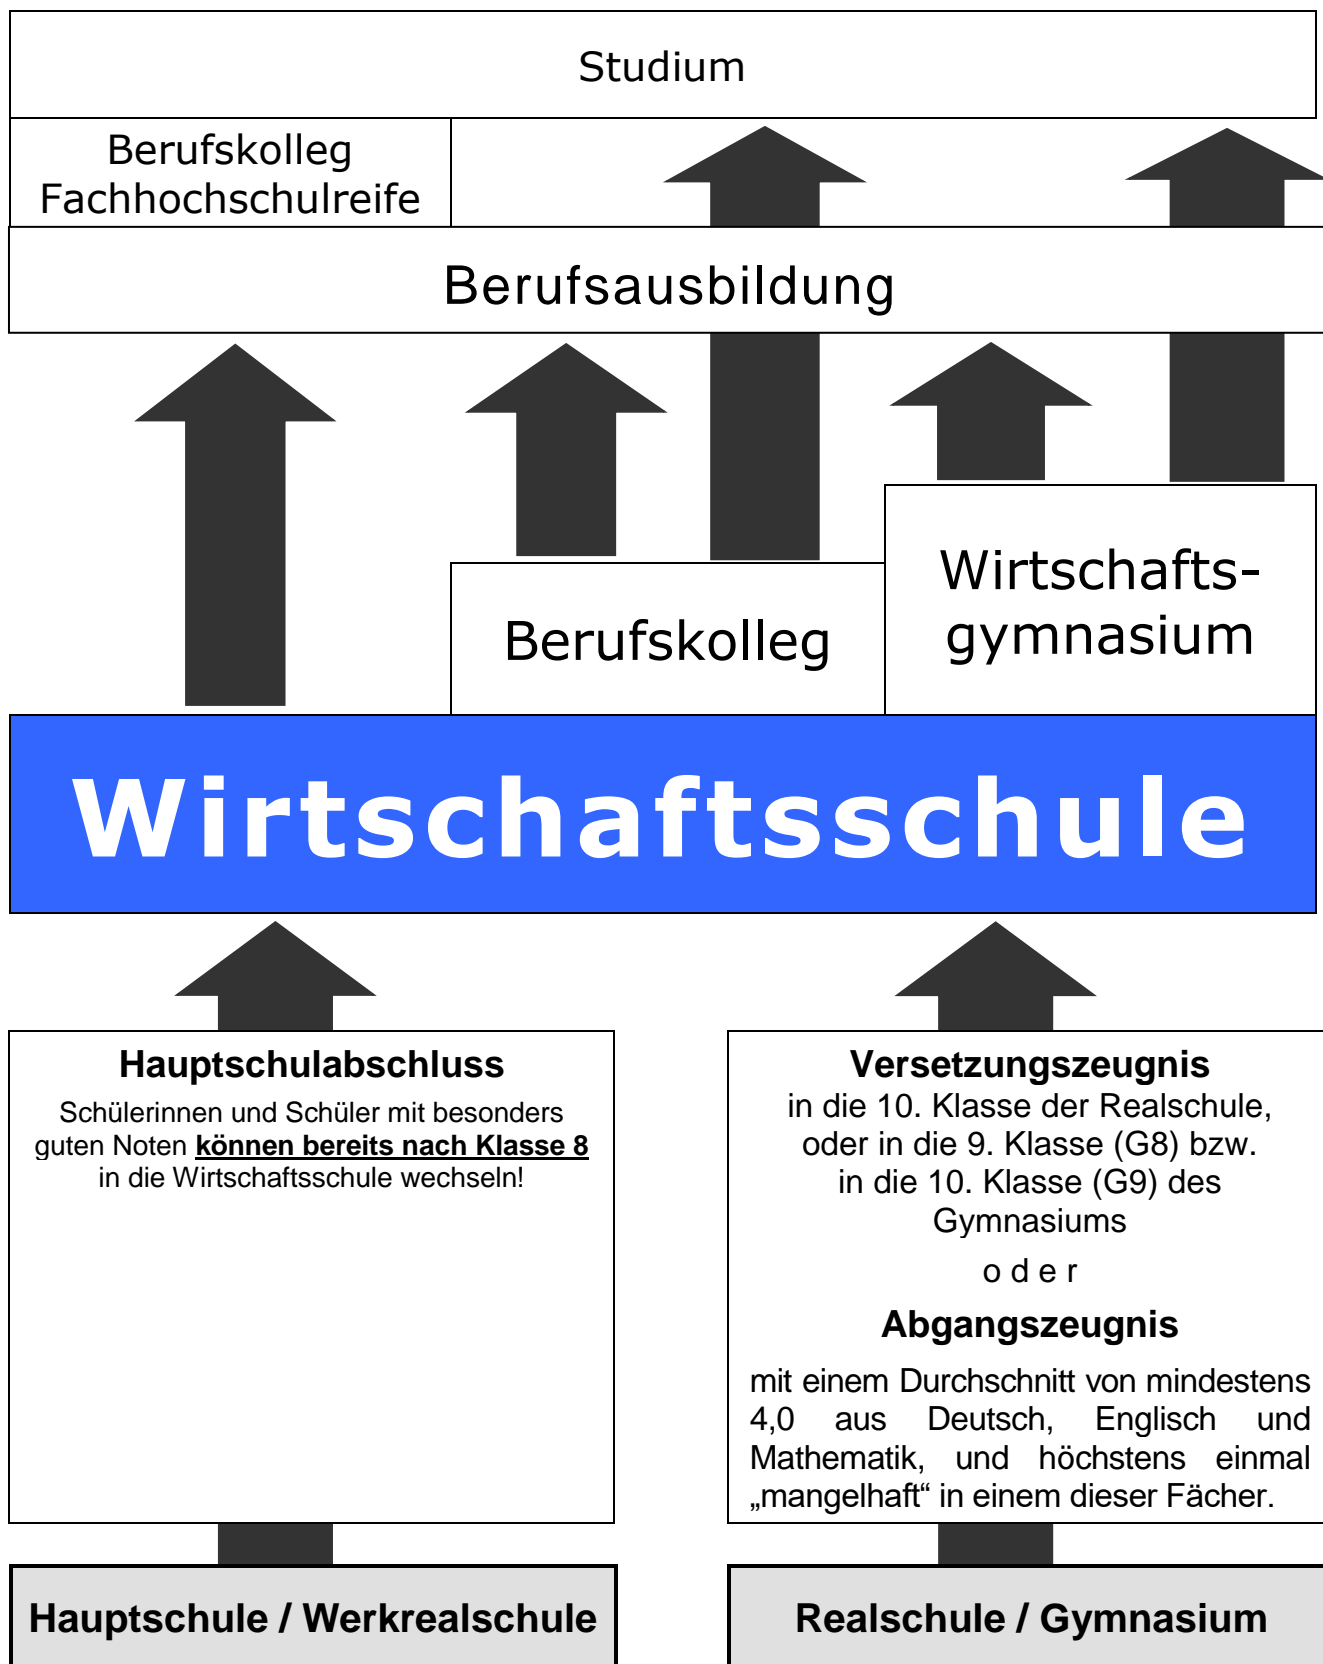 Studium
Berufskolleg
Fachhochschulreife
Berufsausbildung
Wirtschafts-
gymnasium
Berufskolleg
Wirtschaftsschule
Hauptschulabschluss
Schülerinnen und Schüler mit besonders
guten Noten können bereits nach Klasse 8
in die Wirtschaftsschule wechseln!
Versetzungszeugnis
in die 10. Klasse der Realschule,
oder in die 9. Klasse (G8) bzw.
in die 10. Klasse (G9) des
Gymnasiums
o d e r
Abgangszeugnis
mit einem Durchschnitt von mindestens
4,0 aus Deutsch, Englisch und
Mathematik, und höchstens einmal
„mangelhaft“ in einem dieser Fächer.
Hauptschule / Werkrealschule
Realschule / Gymnasium